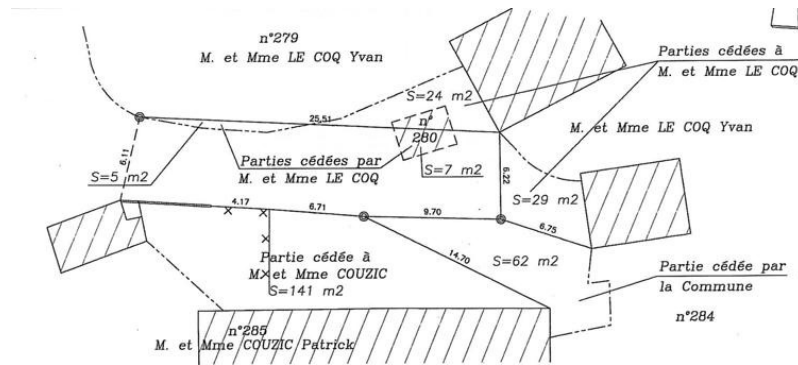 n°279
M. et Mme LE COQ Yvan
Parties cédées à
M. et Mme LE COQ
S=24 m2
25,51
n°
280
M. et Mme LE COQ Yvan
6.11
Parties cédées par
M. et Mme LE COQ
S=5 m2
S=7 m2
6.22
S=29 m2
4.17
6.71
9.70
6.75
14.70
Partie cédée à
M. et Mme COUZIC
S=141 m2
S=62 m2
Partie cédée par
la Commune
n°284
n°285
M. et Mme COUZIC Patrick